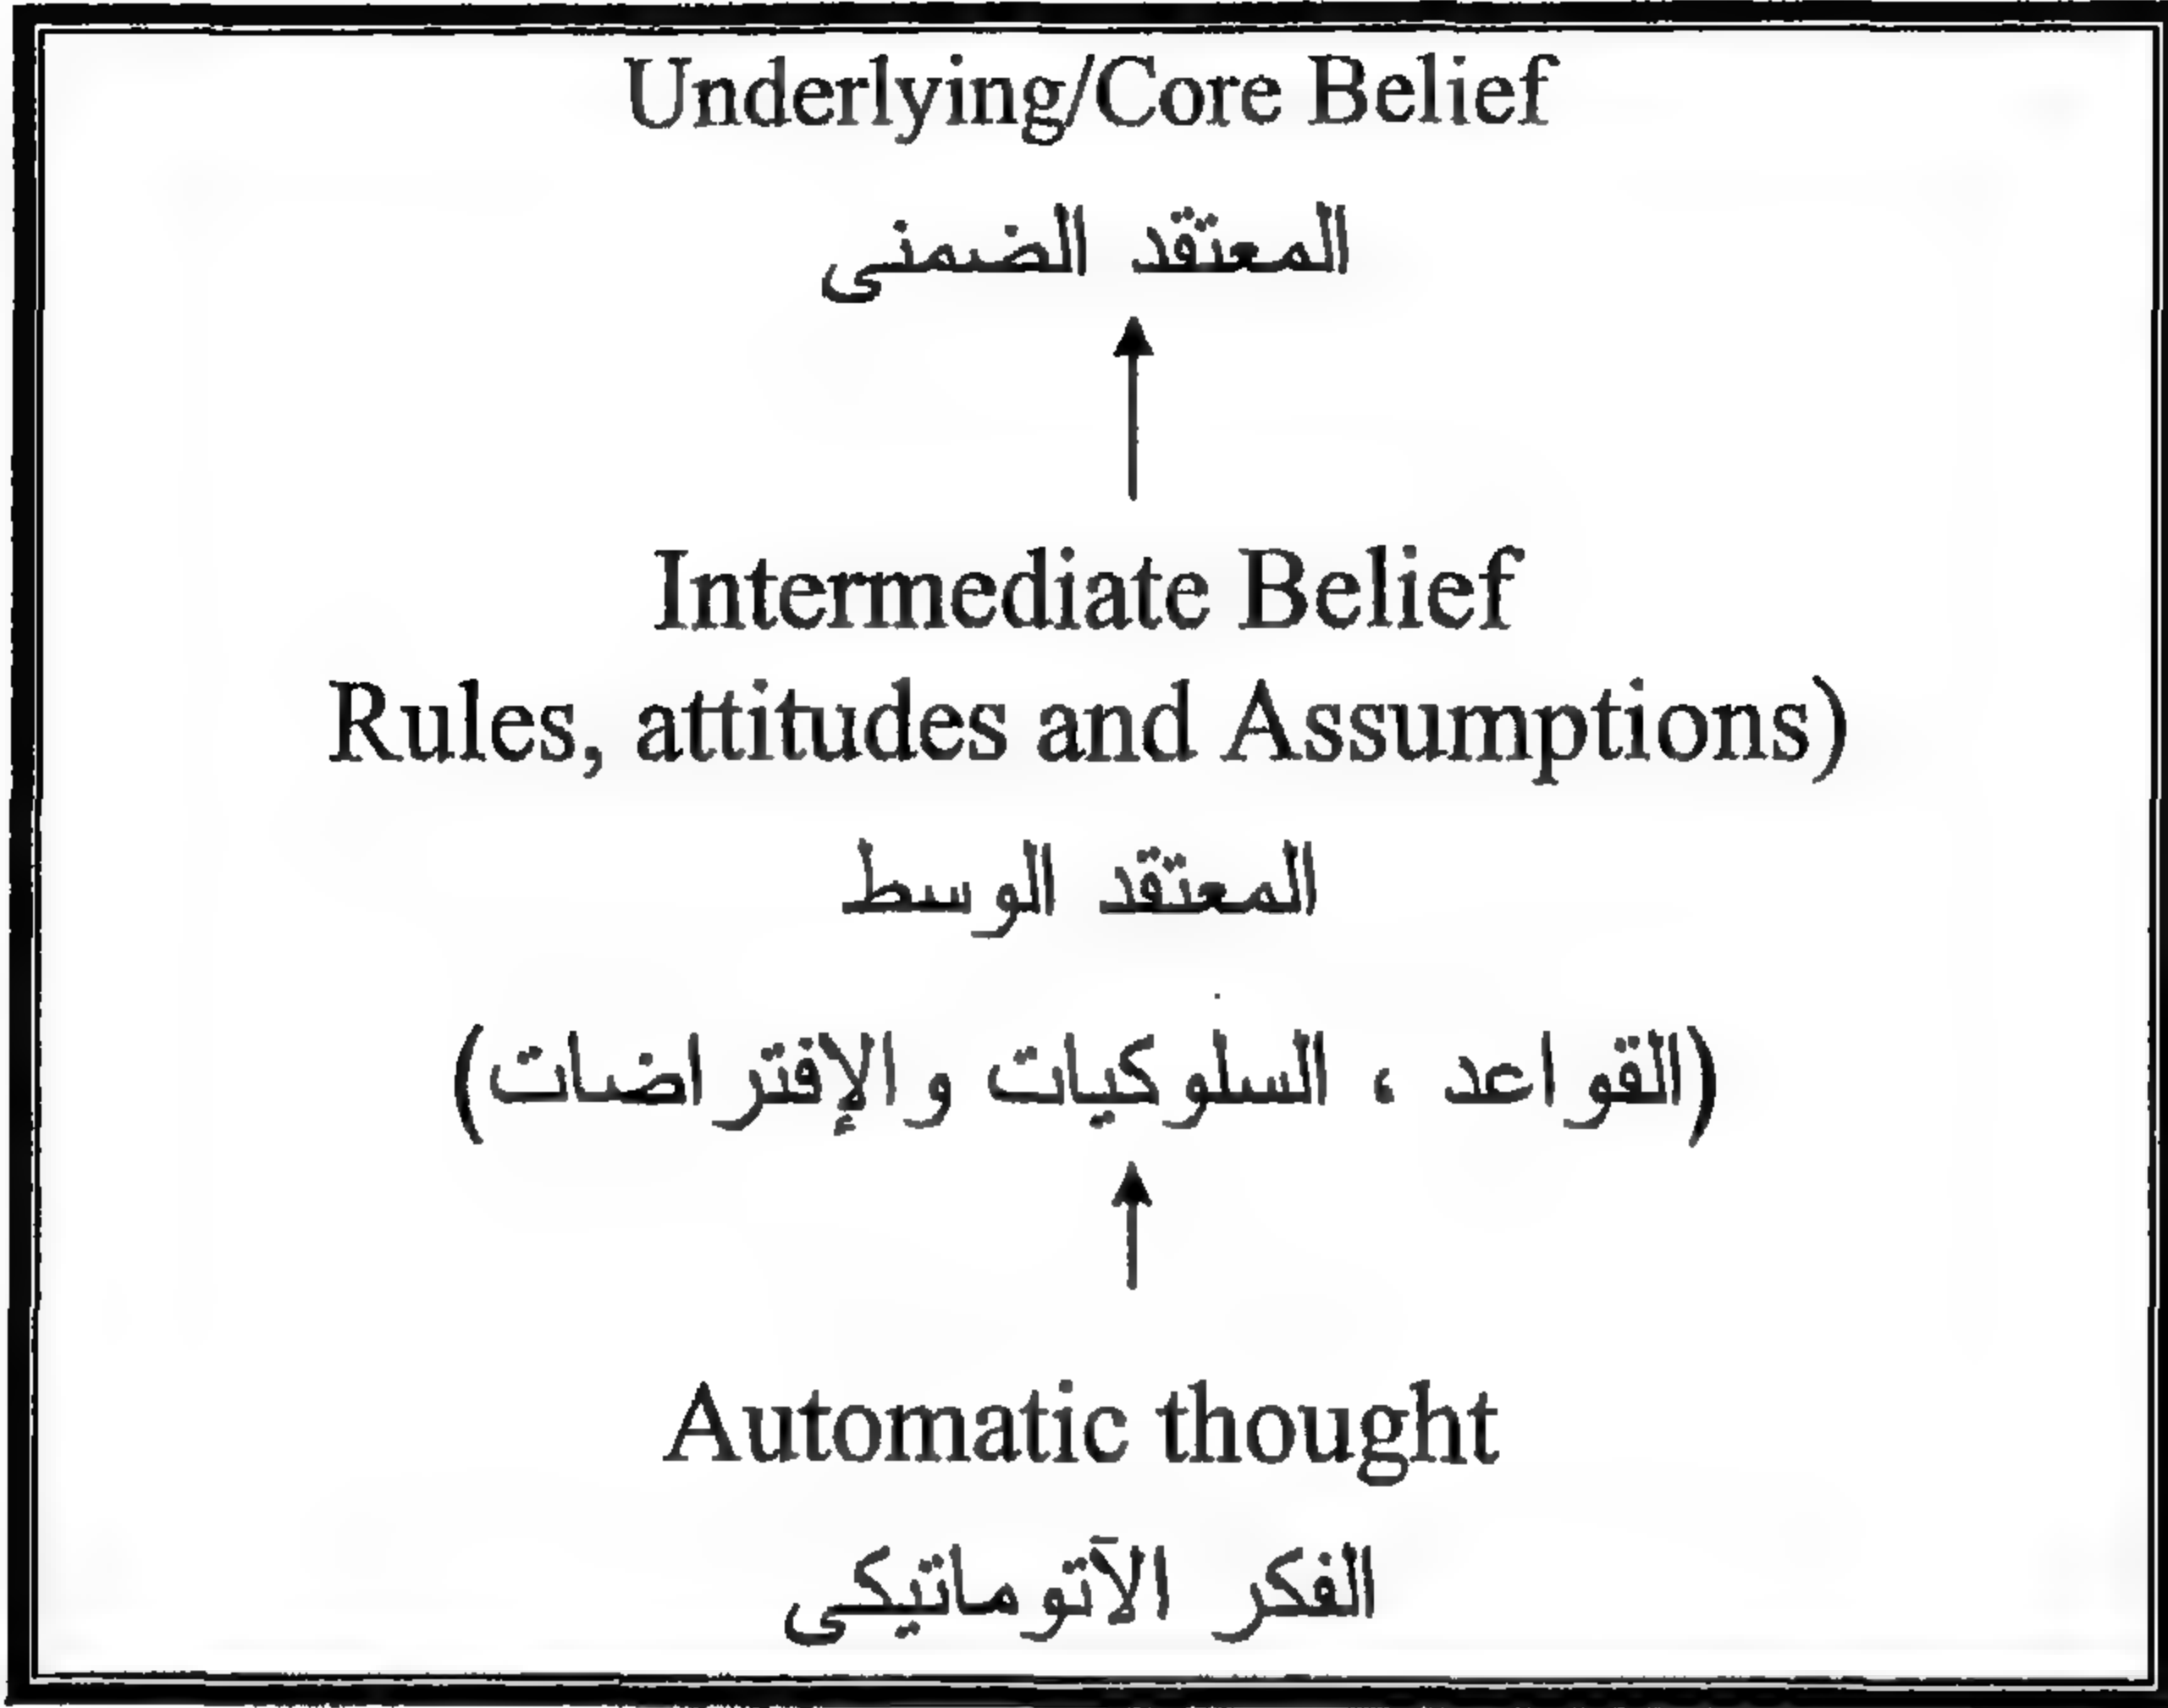 Underlying/Core Belief
المعتقد الضمنى
Intermediate Belief
Rules, attitudes and Assumptions)
المعتقد الوسط
(القواعد ، السلوكيات والإفتراضات)
Automatic thought
الفكر الآتوماتيكى